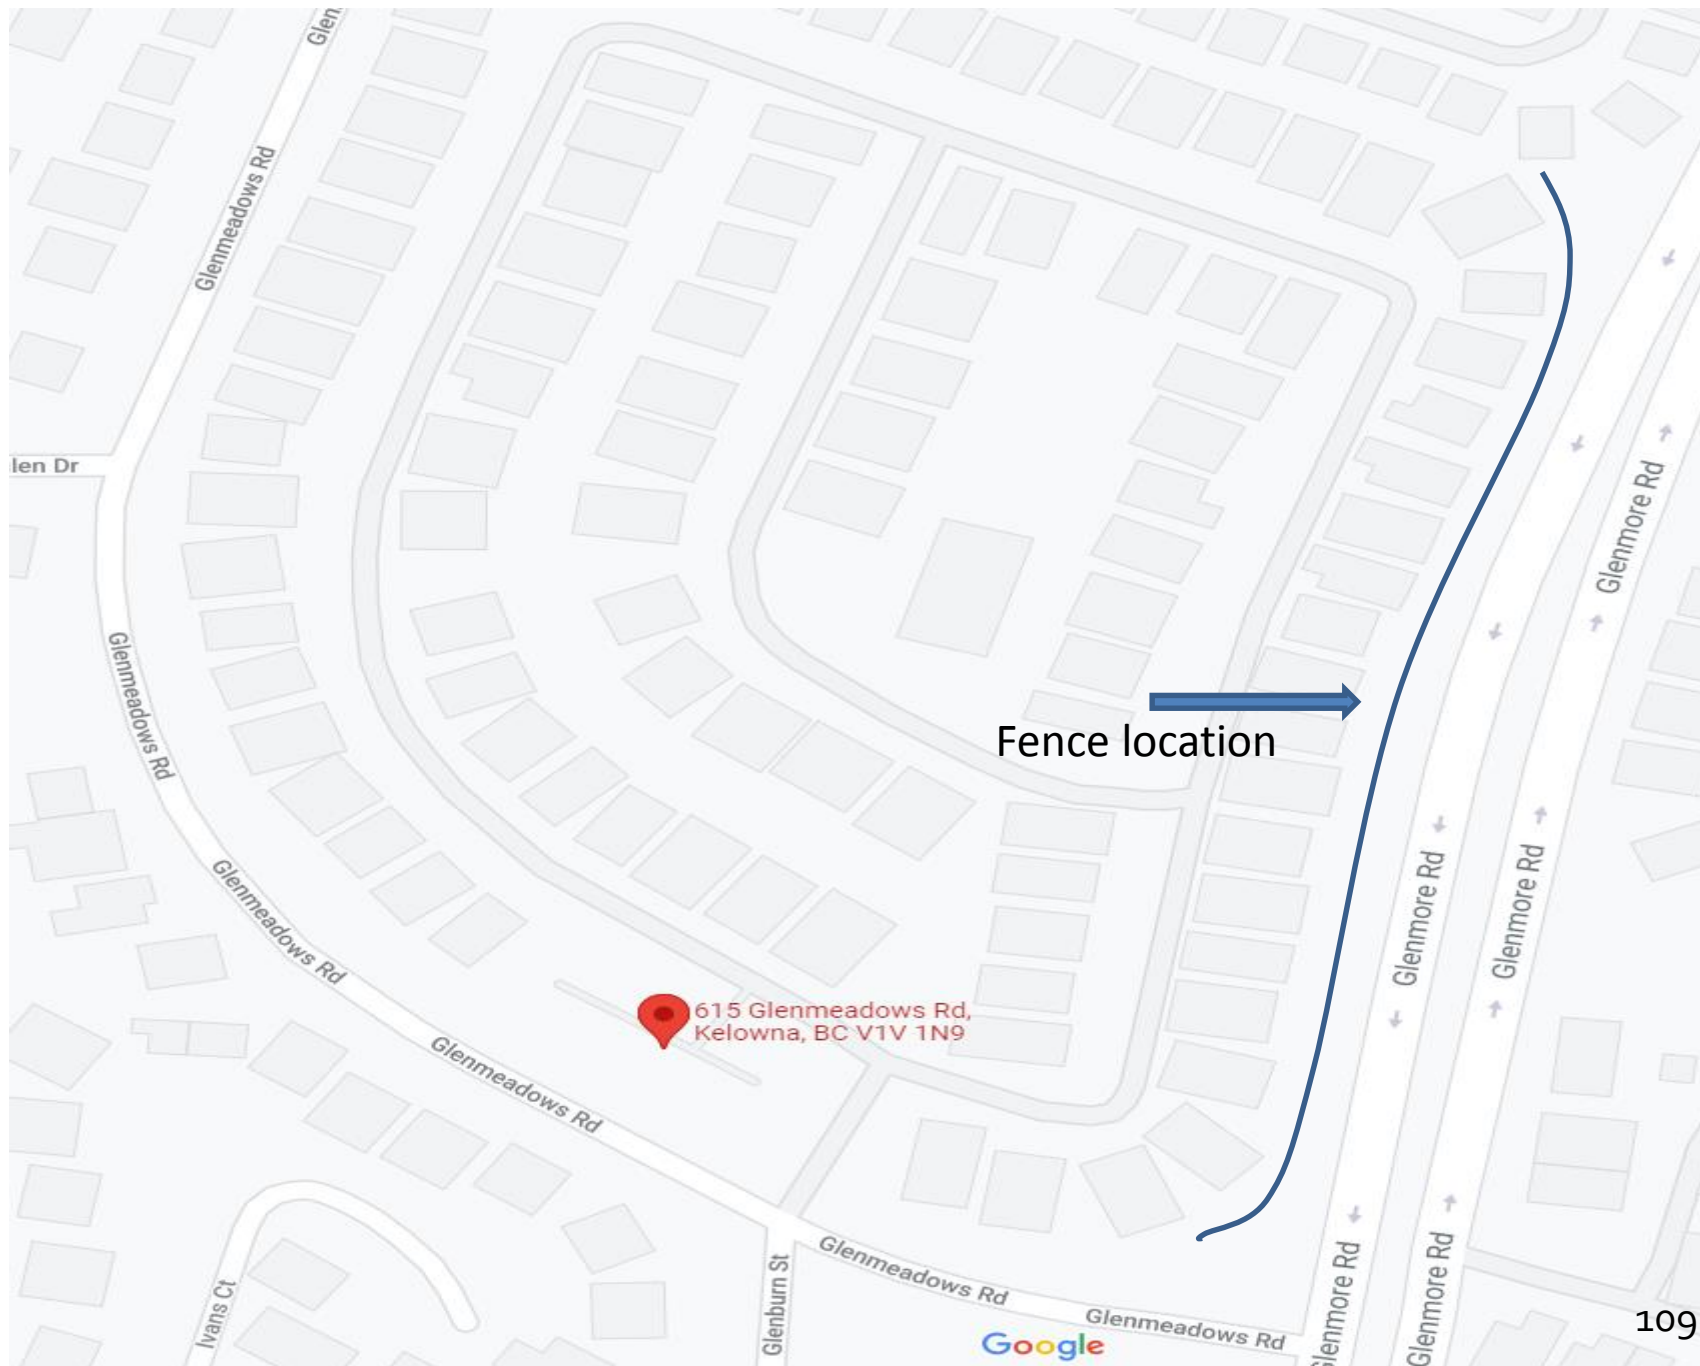 Glen
Glenmeadows Rd
len Dr
Glenmore Rd
Glenmeadows Rd
Fence location
Glenmore Rd
Glenmore Rd
Glenmeadows Rd
615 Glenmeadows Rd,
Kelowna, BC V1V 1N9
Glenmeadows Rd
Glenmeadows Rd
Glenburn St
Ivans Ct
Glenmeadows Rd
Glenmore Rd
Glenmore Rd
Google
109